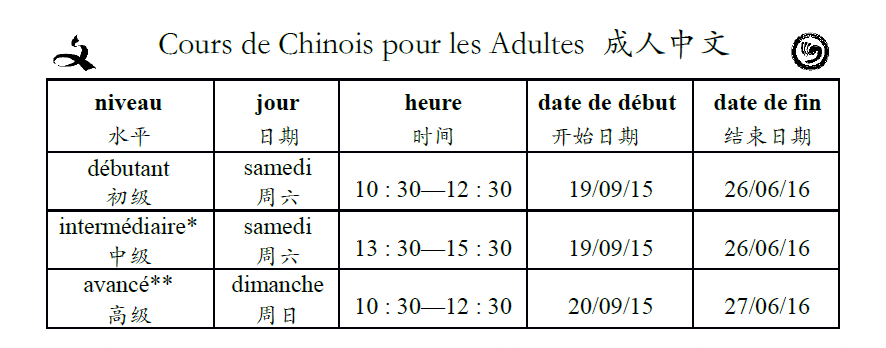 Cours de Chinois pour les Adultes 成人中文
niveau jour heure date de début date de fin
水平 日期 时间 开始日期 结束日期
débutant samedi
初级 周六 10 : 30—12 : 30 19/09/15 26/06/16
intermédiaire* samedi
中级 周六 13 : 30—15 : 30 19/09/15 26/06/16
avancé** dimanche
高级 周日 10 : 30—12 : 30 20/09/15 27/06/16